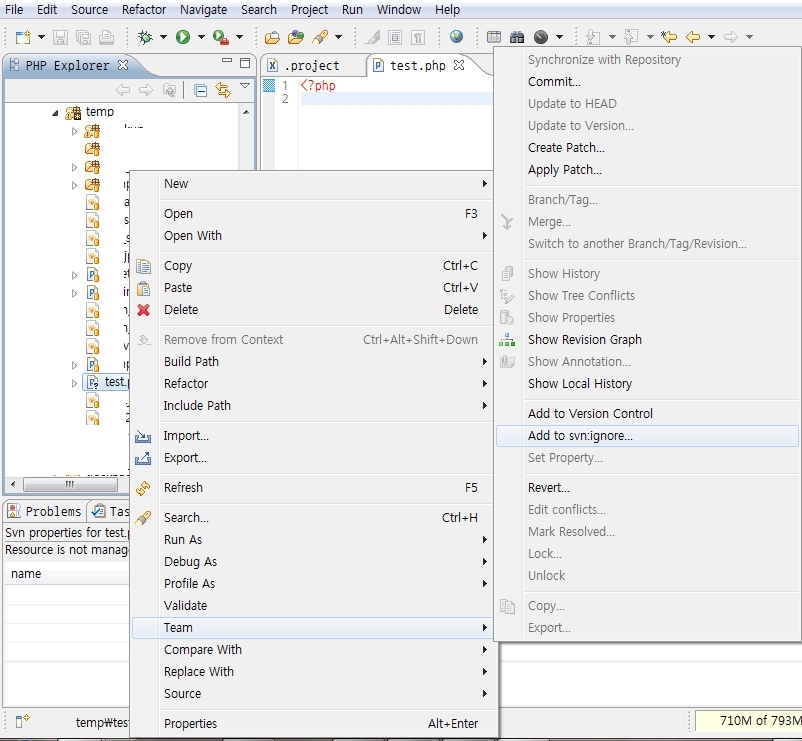 File Edit Source Refactor Navigate Search Project Run Window Help
PHP Explorer
temp
test.p
.project
test.php
1 <?php
2
New
Open F3
Open With
Copy Ctrl+C
Paste Ctrl+V
Delete Delete
Remove from Context Ctrl+Alt+Shift+Down
Build Path
Refactor
Include Path
Import...
Export...
Refresh F5
Search... Ctrl+H
Run As
Debug As
Profile As
Validate
Team
Compare With
Replace With
Source
Properties Alt+Enter
Synchronize with Repository
Commit...
Update to HEAD
Update to Version...
Create Patch...
Apply Patch...
Branch/Tag...
Merge...
Switch to another Branch/Tag/Revision...
Show History
Show Tree Conflicts
Show Properties
Show Revision Graph
Show Annotation...
Show Local History
Add to Version Control
Add to svn:ignore...
Set Property...
Revert...
Edit conflicts...
Mark Resolved...
Lock...
Unlock
Copy...
Export...
Problems Tas
Svn properties for test.p
Resource is not manag
name
temp₩tes
710M of 793M